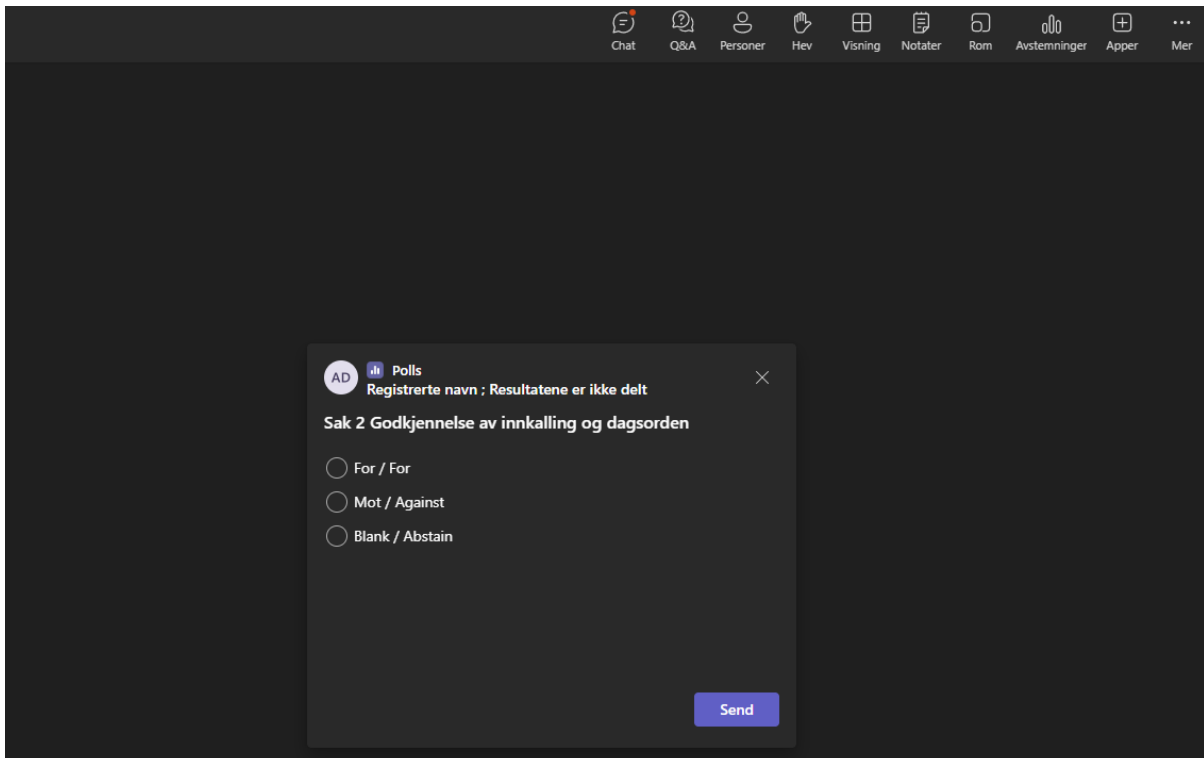 Chat Q&A Personer Hev Visning Notater Rom Avstemninger Apper Mer
AD Polls
Registrerte navn ; Resultatene er ikke delt
Sak 2 Godkjennelse av innkalling og dagsorden
For / For
Mot / Against
Blank / Abstain
Send